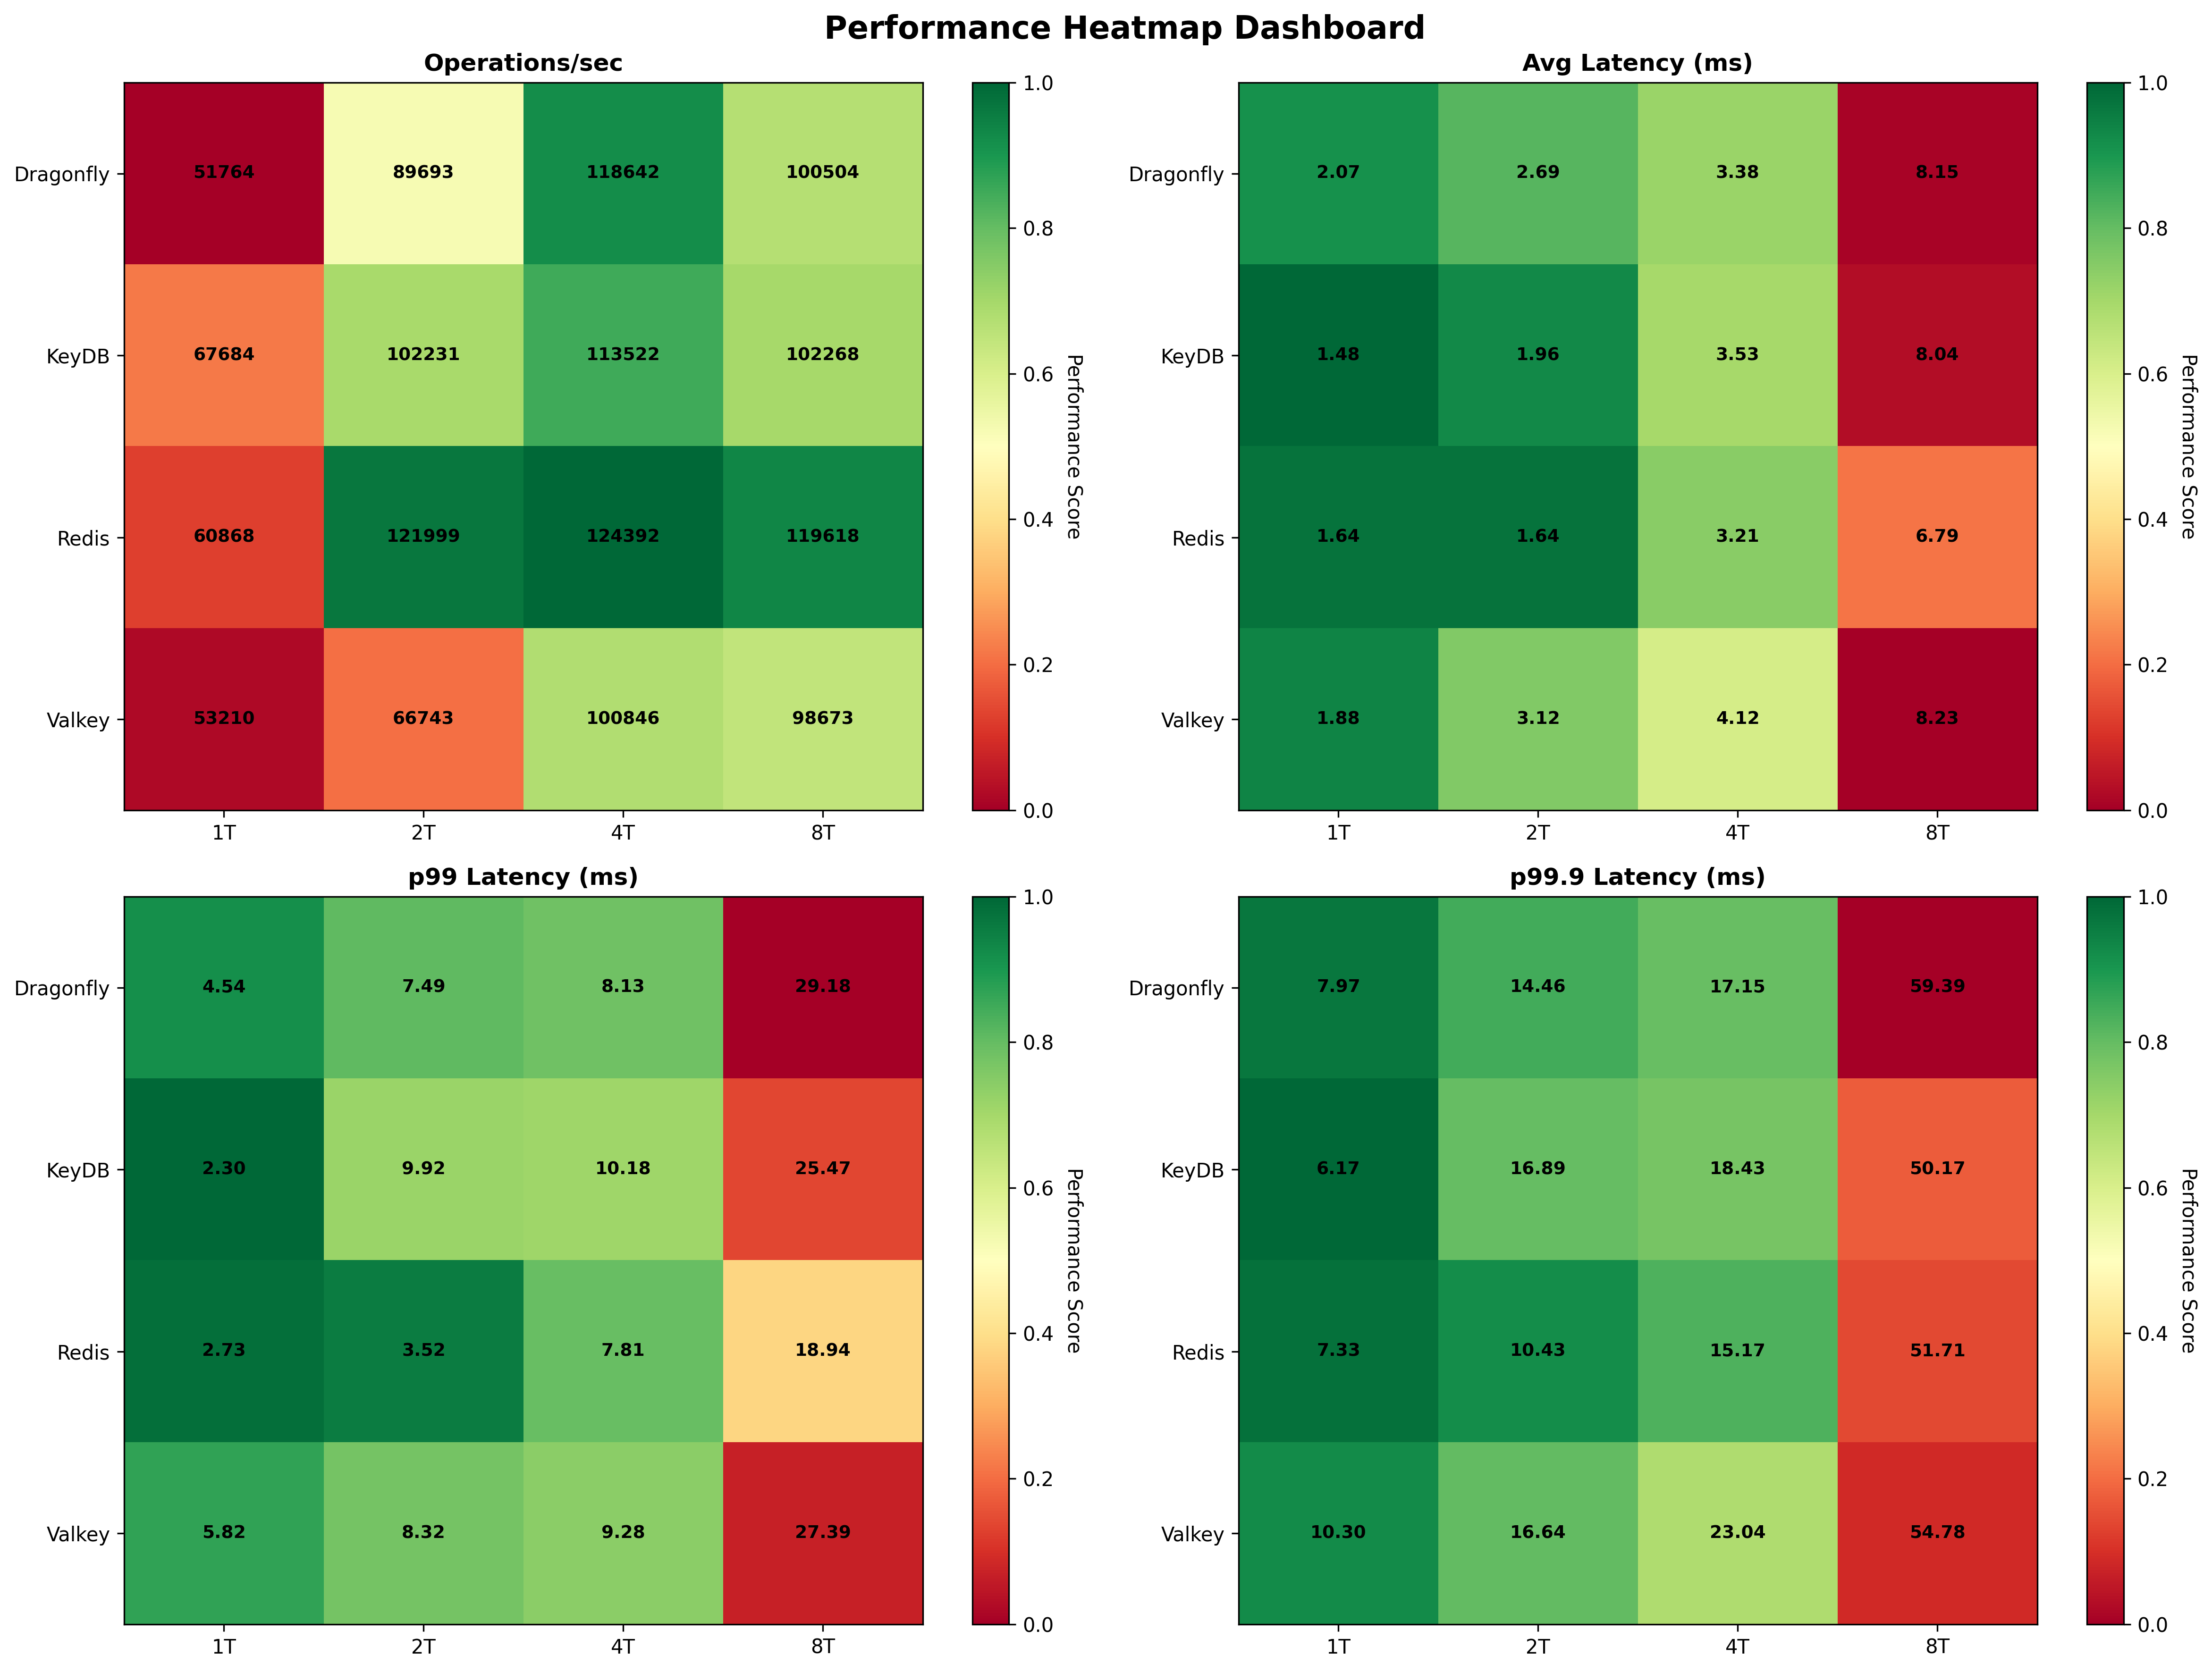 Performance Heatmap Dashboard
Operations/sec
Dragonfly 51764 89693 118642 100504
KeyDB 67684 102231 113522 102268
Redis 60868 121999 124392 119618
Valkey 53210 66743 100846 98673
1T 2T 4T 8T
1.0
0.8
0.6
0.4
0.2
0.0
Performance Score
Avg Latency (ms)
Dragonfly 2.07 2.69 3.38 8.15
KeyDB 1.48 1.96 3.53 8.04
Redis 1.64 1.64 3.21 6.79
Valkey 1.88 3.12 4.12 8.23
1T 2T 4T 8T
1.0
0.8
0.6
0.4
0.2
0.0
Performance Score
p99 Latency (ms)
Dragonfly 4.54 7.49 8.13 29.18
KeyDB 2.30 9.92 10.18 25.47
Redis 2.73 3.52 7.81 18.94
Valkey 5.82 8.32 9.28 27.39
1T 2T 4T 8T
1.0
0.8
0.6
0.4
0.2
0.0
Performance Score
p99.9 Latency (ms)
Dragonfly 7.97 14.46 17.15 59.39
KeyDB 6.17 16.89 18.43 50.17
Redis 7.33 10.43 15.17 51.71
Valkey 10.30 16.64 23.04 54.78
1T 2T 4T 8T
1.0
0.8
0.6
0.4
0.2
0.0
Performance Score